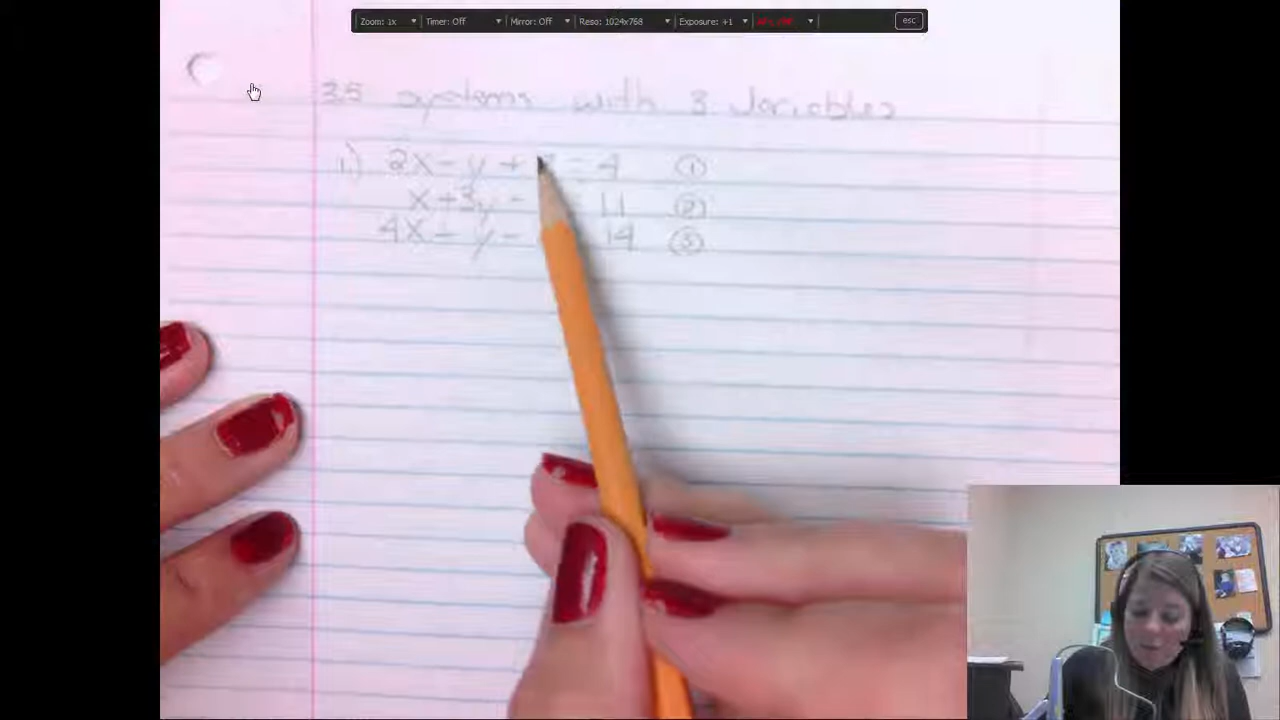 Zoom: 1x Timer: Off Mirror: Off Reso: 1024x768 Exposure: +1 esc
3.5 systems with 3 variables
1.) 2x - y + = 4 ①
x + 3y - 11 ②
4x - y - 14 ③